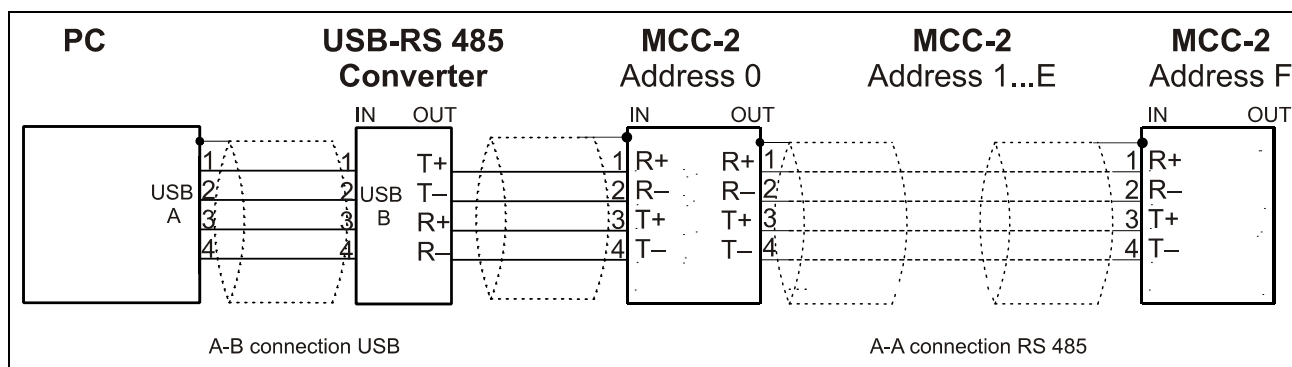 PC
USB-RS 485
Converter
MCC-2
Address 0
MCC-2
Address 1...E
MCC-2
Address F
IN OUT
IN OUT
IN OUT
1 1 T+ 1 R+ R+ 1 1 R+
USB 2 2 USB T– 2 R– R– 2 2 R–
A 3 3 B R+ 3 T+ T+ 3 3 T+
4 4 R– 4 T– T– 4 4 T–
A-B connection USB
A-A connection RS 485